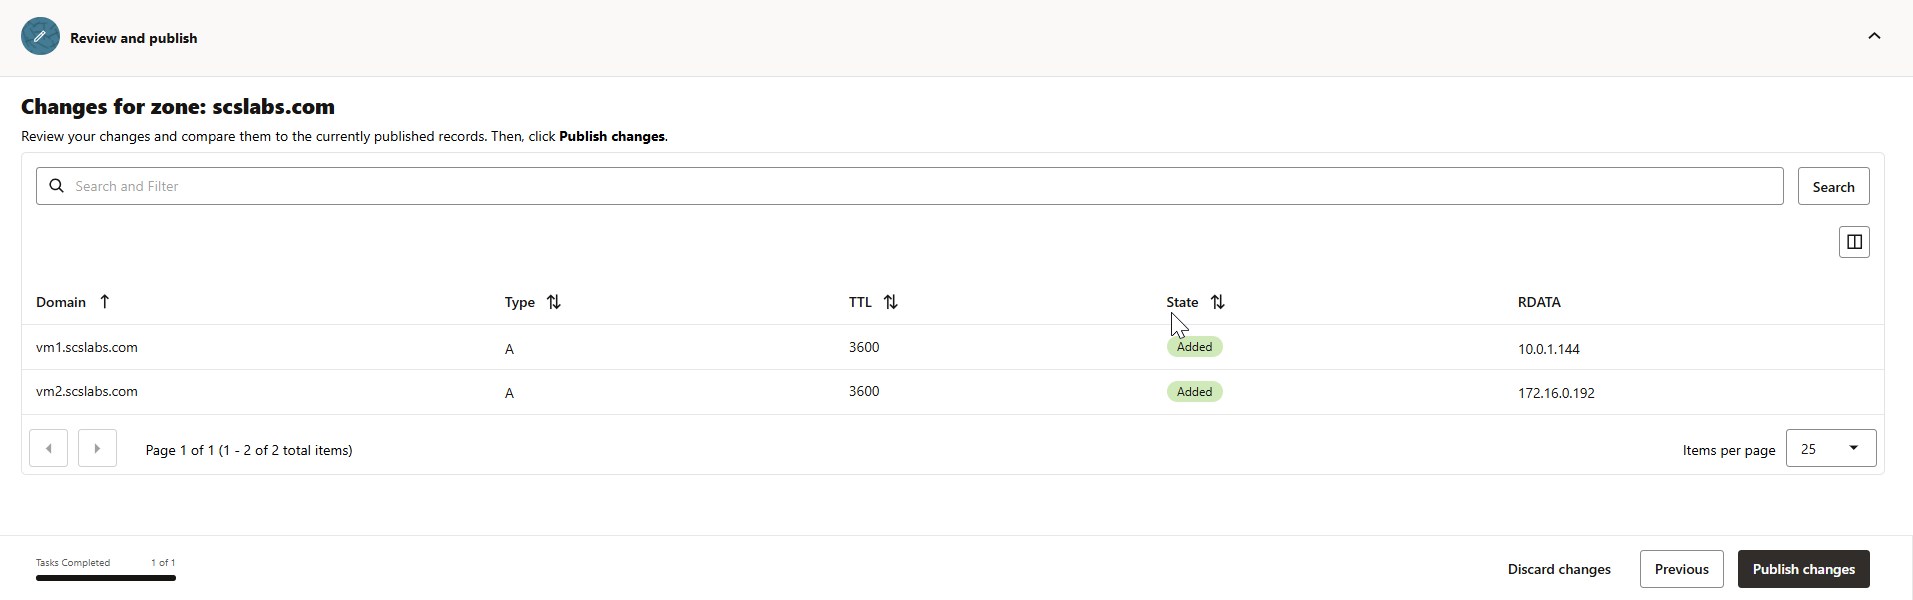 Review and publish
Changes for zone: scslabs.com
Review your changes and compare them to the currently published records. Then, click Publish changes.
Search and Filter
Search
Domain Type TTL State RDATA
vm1.scslabs.com A 3600 Added 10.0.1.144
vm2.scslabs.com A 3600 Added 172.16.0.192
Page 1 of 1 (1 - 2 of 2 total items)
Items per page 25
Tasks Completed 1 of 1
Discard changes Previous Publish changes